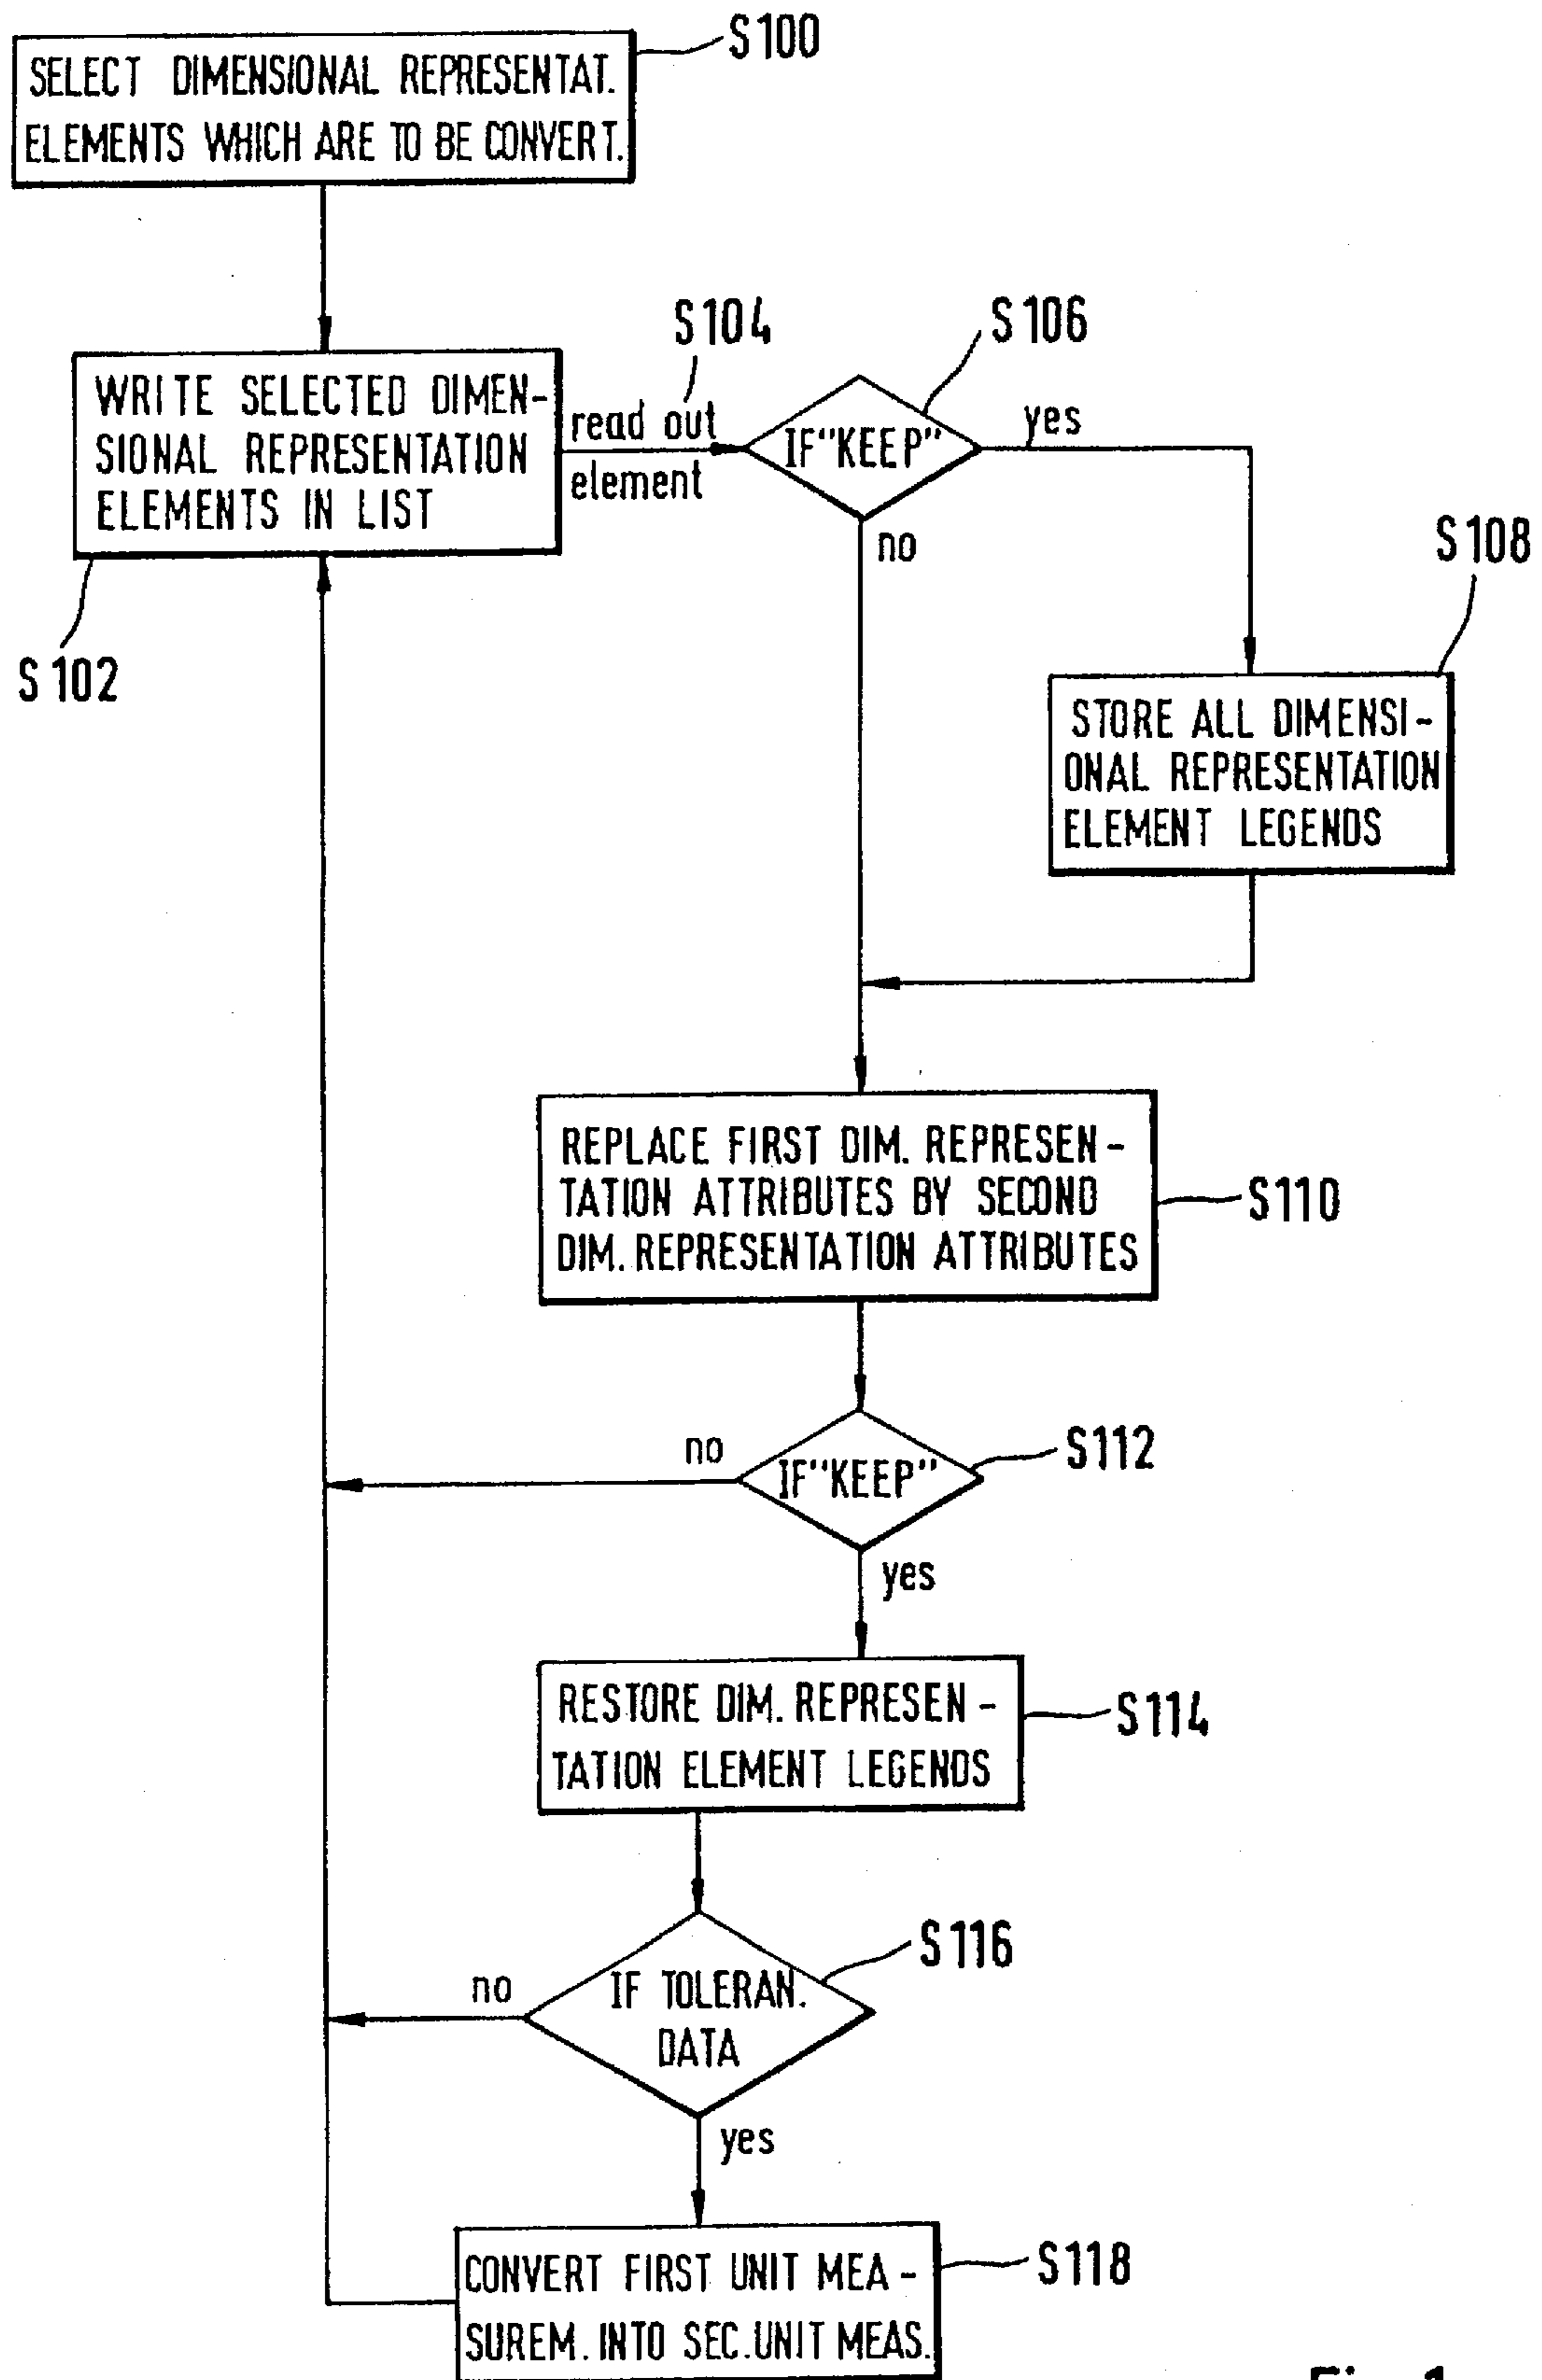 S100
SELECT DIMENSIONAL REPRESENTAT.
ELEMENTS WHICH ARE TO BE CONVERT.
S104
S106
WRITE SELECTED DIMEN-
SIONAL REPRESENTATION
ELEMENTS IN LIST
read out
element
IF "KEEP"
yes
no
S108
S102
STORE ALL DIMENSI-
ONAL REPRESENTATION
ELEMENT LEGENDS
REPLACE FIRST DIM. REPRESEN-
TATION ATTRIBUTES BY SECOND
DIM. REPRESENTATION ATTRIBUTES
S110
no
IF "KEEP"
S112
yes
RESTORE DIM. REPRESEN-
TATION ELEMENT LEGENDS
S114
S116
no
IF TOLERAN.
DATA
yes
CONVERT FIRST UNIT MEA-
SUREM. INTO SEC. UNIT MEAS.
S118